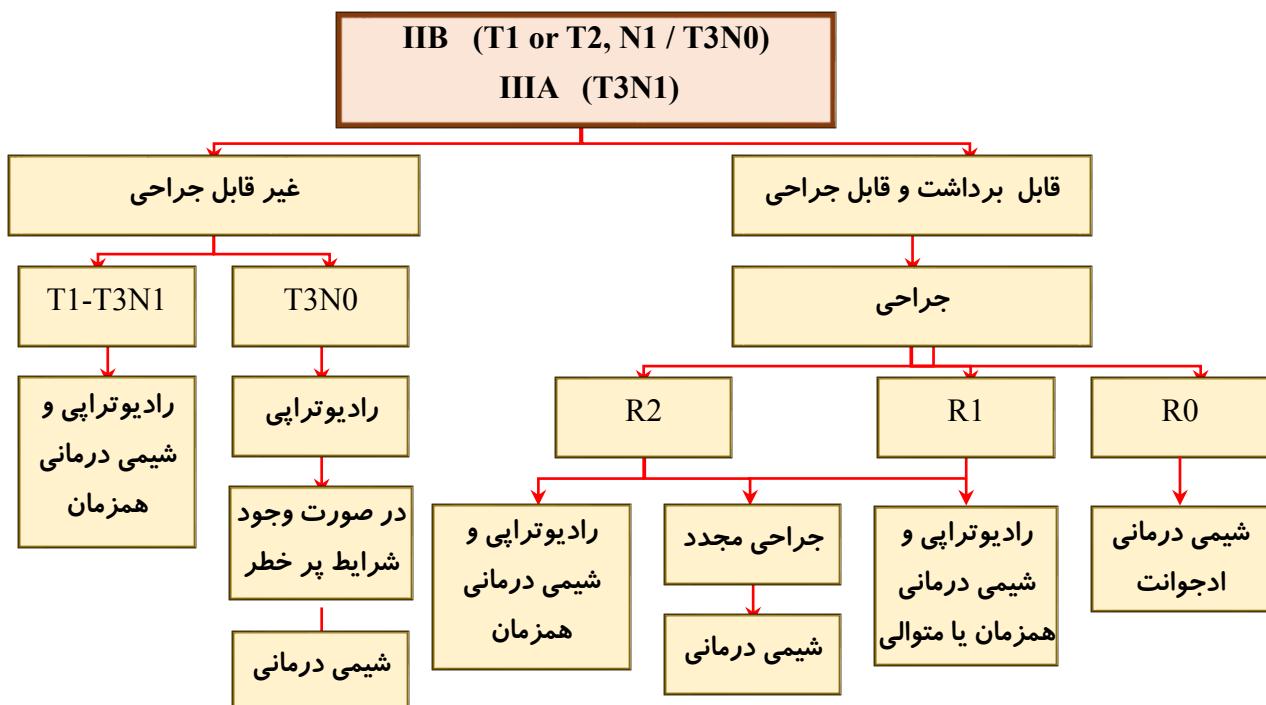 IIB (T1 or T2, N1 / T3N0)
IIIA (T3N1)
قابل برداشت و قابل جراحی
غیر قابل جراحی
جراحی
T3N0
T1-T3N1
R0
R1
R2
رادیوتراپی
رادیوتراپی و
شیمی درمانی
همزمان
شیمی درمانی
ادجوانت
رادیوتراپی و
شیمی درمانی
همزمان یا متوالی
جراحی مجدد
رادیوتراپی و
شیمی درمانی
همزمان
در صورت وجود
شرایط پر خطر
شیمی درمانی
شیمی درمانی